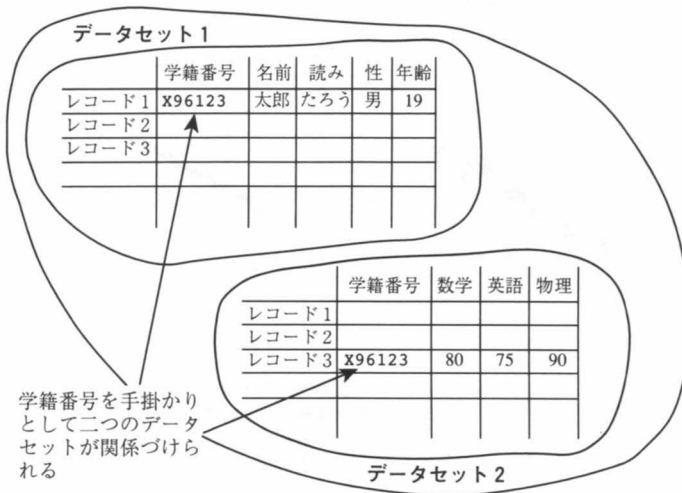 データセット1
学籍番号 名前 読み 性 年齢
レコード1 X96123 太郎 たろう 男 19
レコード2
レコード3
学籍番号 数学 英語 物理
レコード1
レコード2
レコード3 X96123 80 75 90
学籍番号を手掛かり
として二つのデータ
セットが関係づけら
れる
データセット2